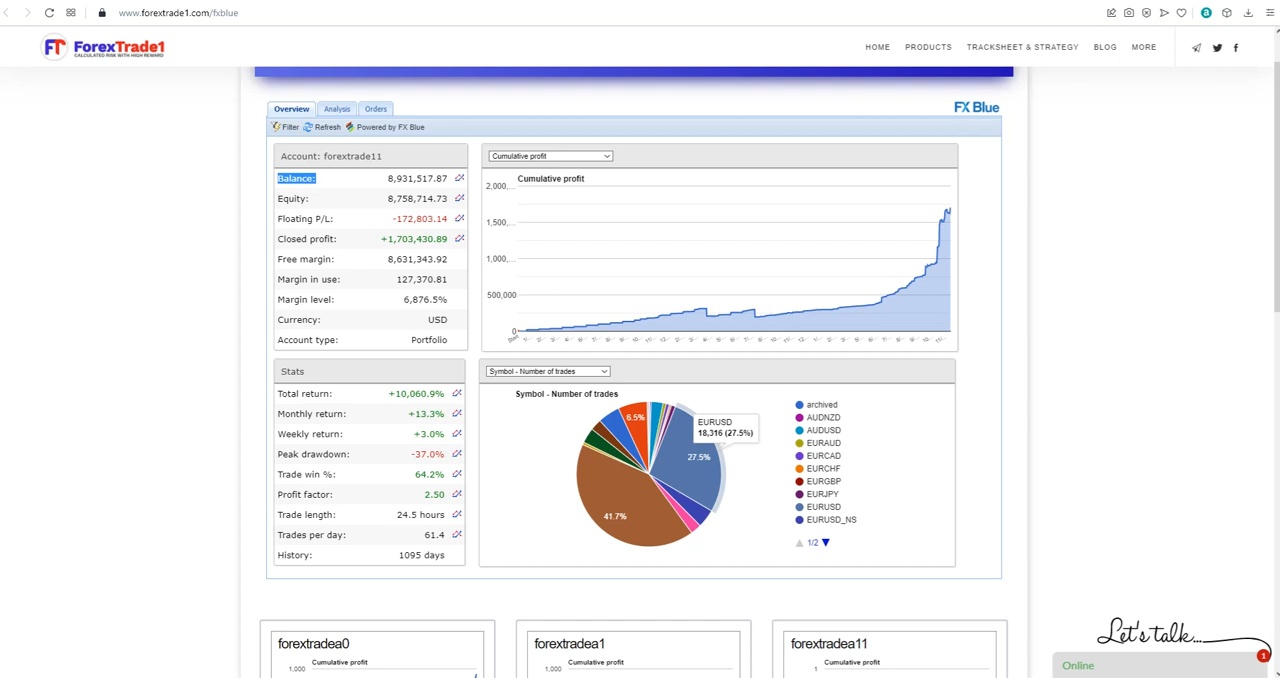 www.forextrade1.com/fxblue
FT ForexTrade1
CALCULATED RISK WITH HIGH REWARD
HOME PRODUCTS TRACKSHEET & STRATEGY BLOG MORE
Overview Analysis Orders
FX Blue
Filter Refresh Powered by FX Blue
Account: forextrade11
Balance: 8,931,517.87
Equity: 8,758,714.73
Floating P/L: -172,803.14
Closed profit: +1,703,430.89
Free margin: 8,631,343.92
Margin in use: 127,370.81
Margin level: 6,876.5%
Currency: USD
Account type: Portfolio
Cumulative profit
Cumulative profit
2,000,...
1,500,...
1,000,...
500,000
0
Stats
Total return: +10,060.9%
Monthly return: +13.3%
Weekly return: +3.0%
Peak drawdown: -37.0%
Trade win %: 64.2%
Profit factor: 2.50
Trade length: 24.5 hours
Trades per day: 61.4
History: 1095 days
Symbol - Number of trades
Symbol - Number of trades
6.5%
27.5%
41.7%
EURUSD
18,316 (27.5%)
archived
AUDNZD
AUDUSD
EURAUD
EURCAD
EURCHF
EURGBP
EURJPY
EURUSD
EURUSD_NS
1/2
forextradea0
Cumulative profit
1,000
forextradea1
Cumulative profit
1,000
forextradea11
Cumulative profit
1
Let's talk...
Online
1